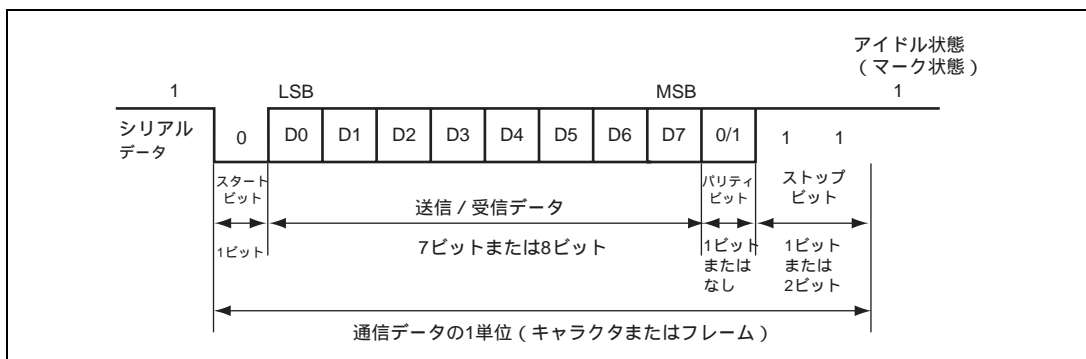 アイドル状態
（マーク状態）
1 LSB MSB 1
シリアル
データ
0 D0 D1 D2 D3 D4 D5 D6 D7 0/1 1 1
スタート
ビット
送信 / 受信データ
パリティ
ビット
ストップ
ビット
1ビット
7ビットまたは8ビット
1ビット
または
なし
1ビット
または
2ビット
通信データの1単位（キャラクタまたはフレーム）